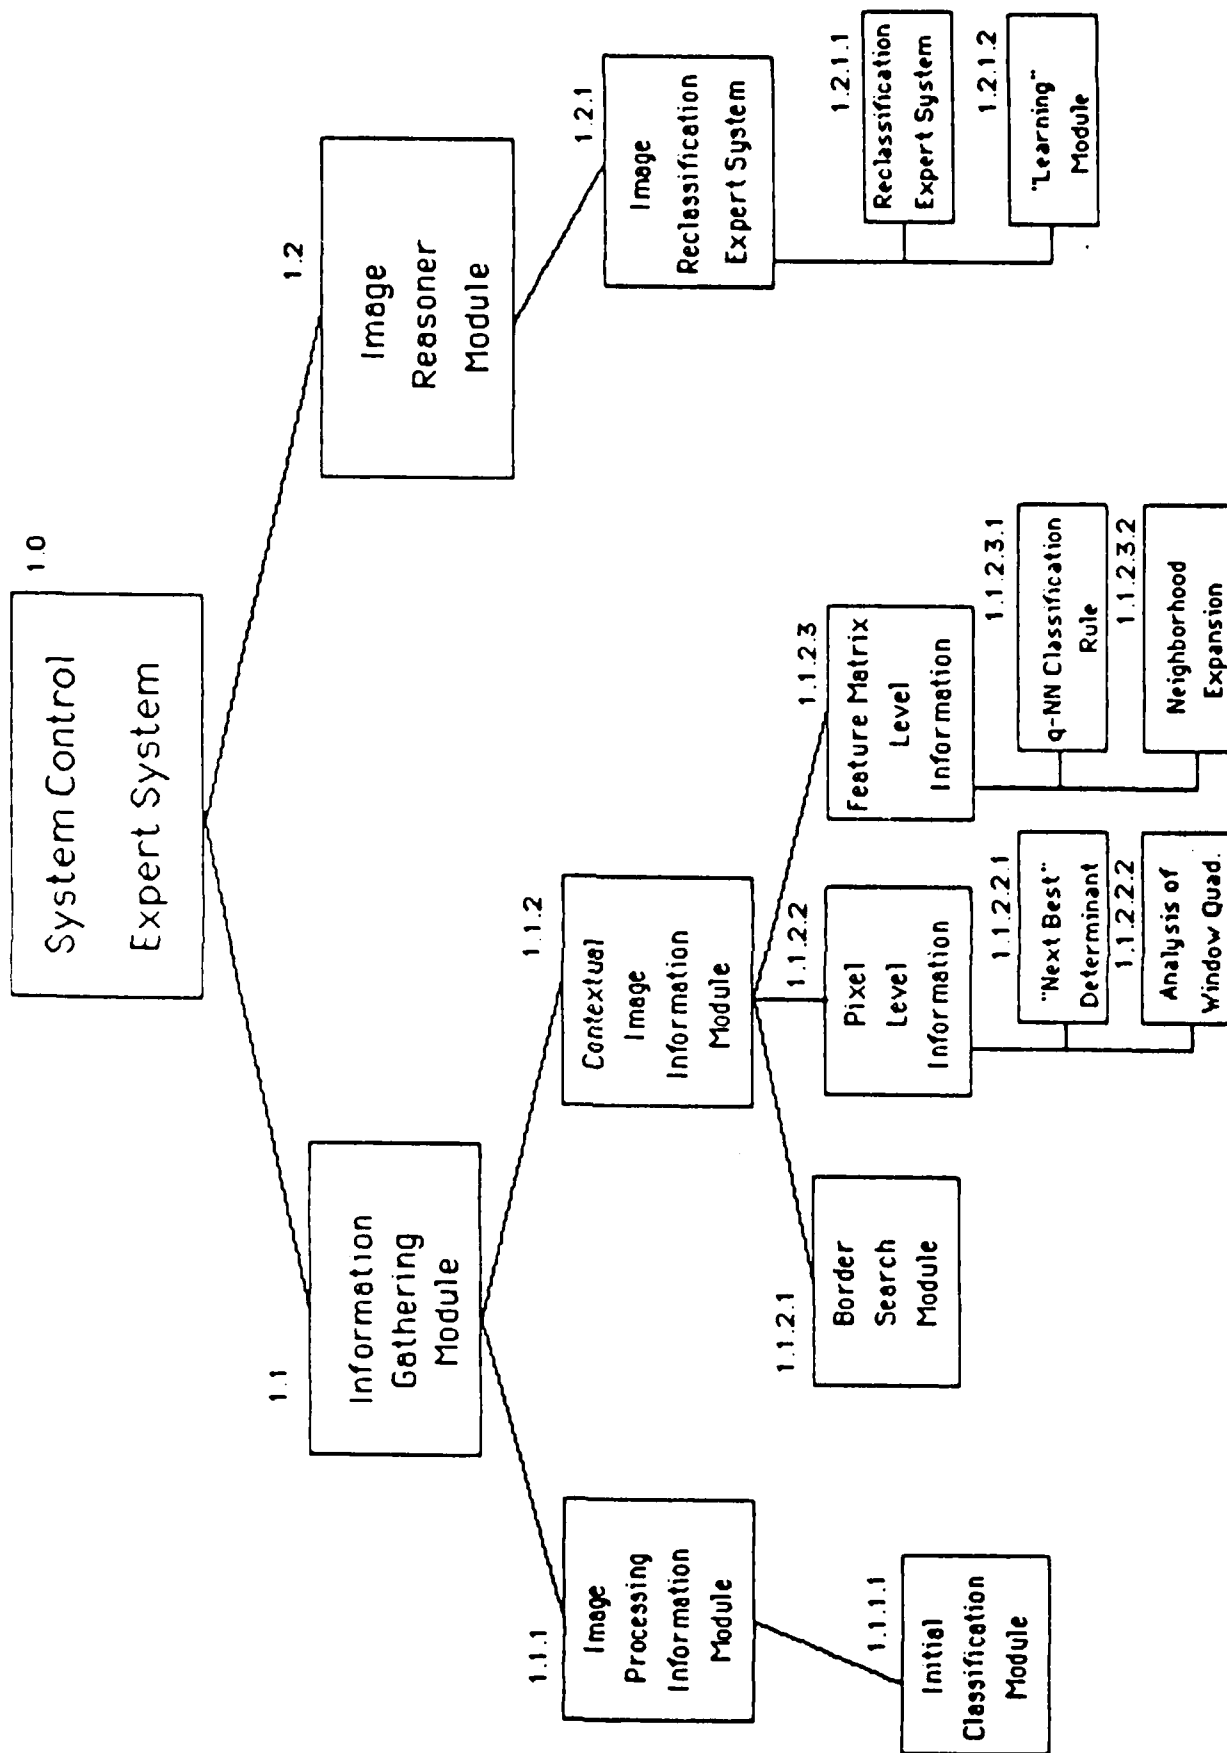 1.0
System Control
Expert System
1.1
Information
Gathering
Module
1.2
Image
Reasoner
Module
1.1.1
Image
Processing
Information
Module
1.1.2
Contextual
Image
Information
Module
1.2.1
Image
Reclassification
Expert System
1.1.1.1
Initial
Classification
Module
1.1.2.1
Border
Search
Module
1.1.2.2
Pixel
Level
Information
1.1.2.3
Feature Matrix
Level
Information
1.2.1.1
Reclassification
Expert System
1.2.1.2
"Learning"
Module
1.1.2.2.1
"Next Best"
Determinant
1.1.2.2.2
Analysis of
Window Quad.
1.1.2.3.1
q-NN Classification
Rule
1.1.2.3.2
Neighborhood
Expansion